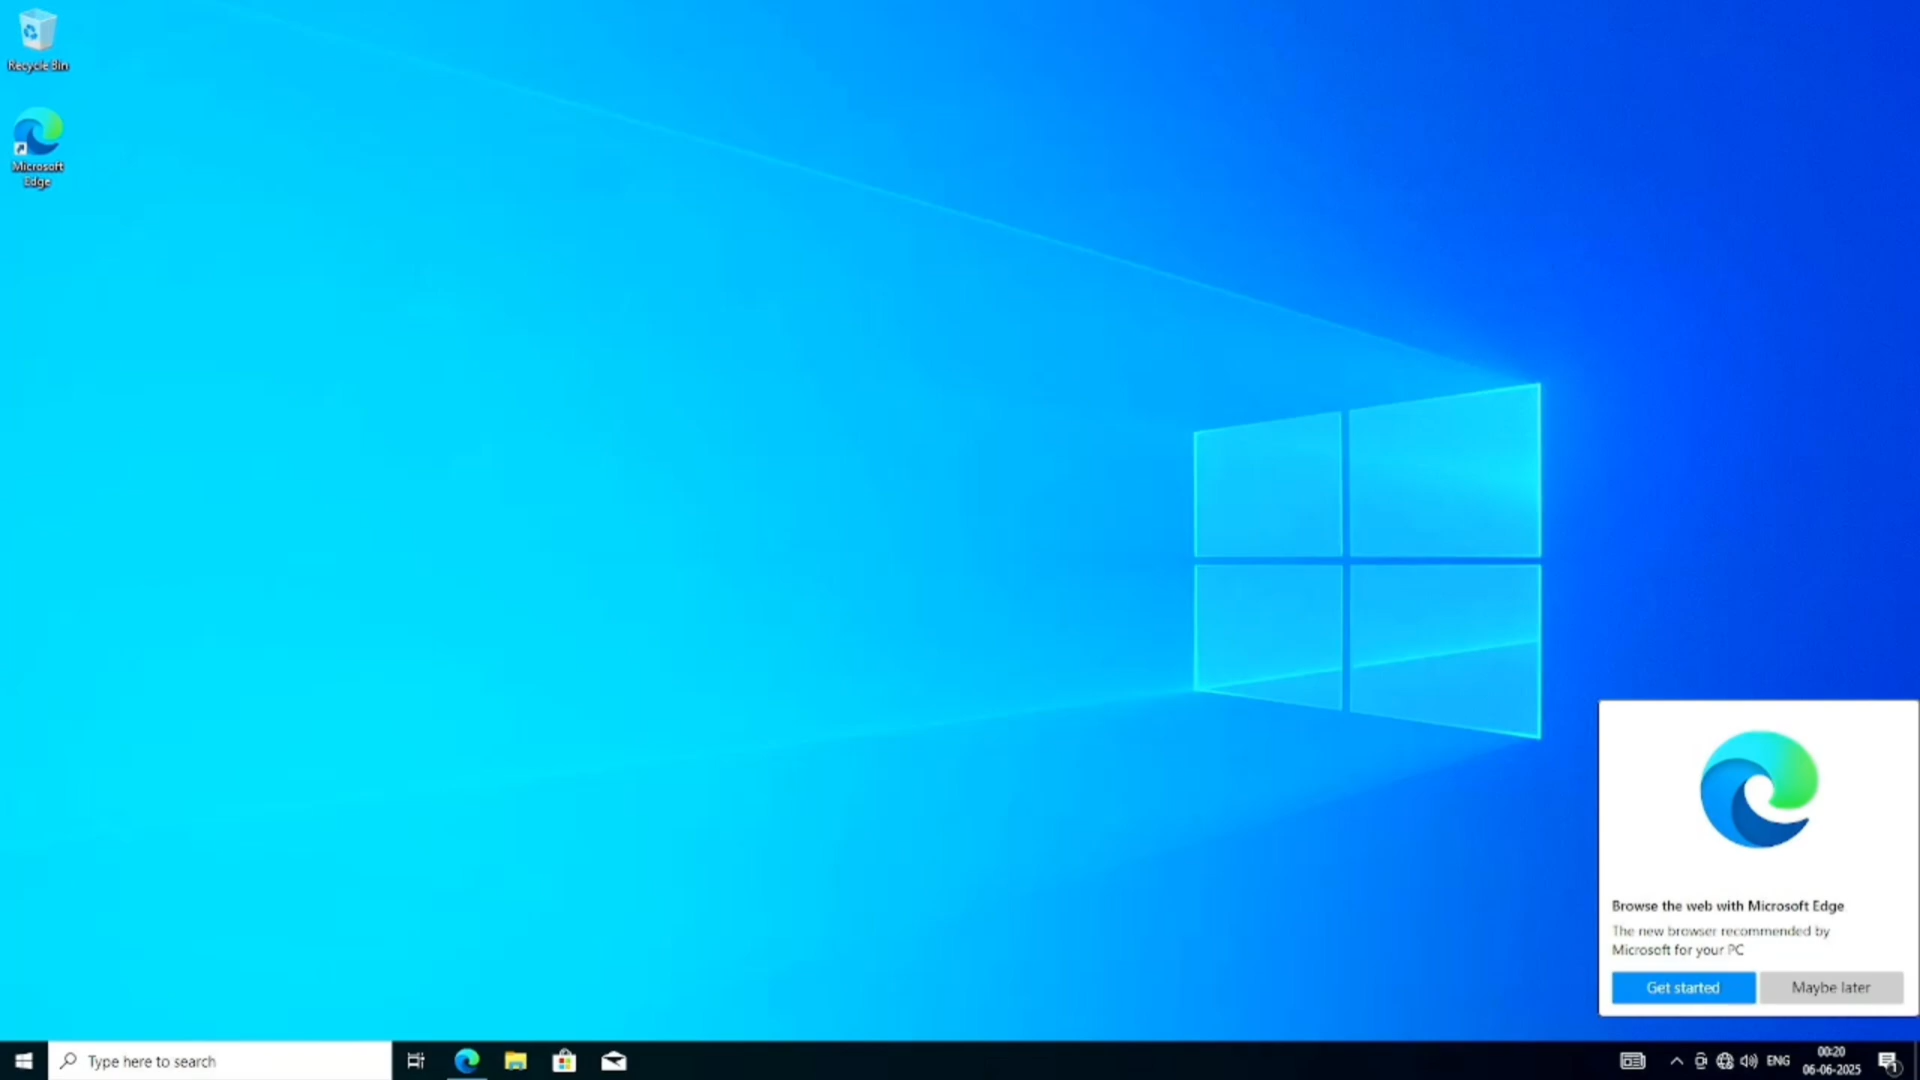 Recycle Bin
Microsoft
Edge
Browse the web with Microsoft Edge
The new browser recommended by
Microsoft for your PC
Get started
Maybe later
Type here to search
ENG
00:20
06-06-2025
1